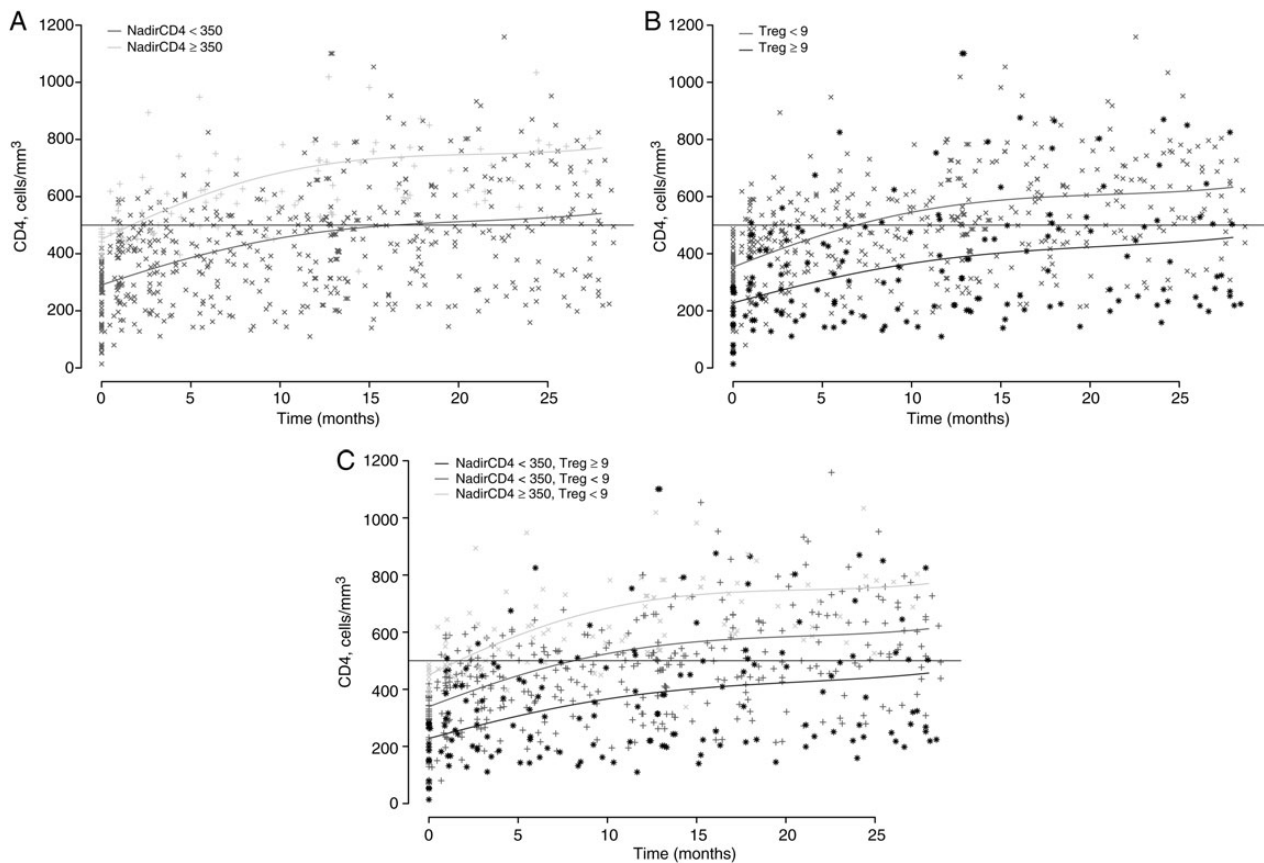 A
NadirCD4 < 350
NadirCD4 ≥ 350
1200
1000
800
600
400
200
0
CD4, cells/mm³
0
5
10
15
20
25
Time (months)
B
Treg < 9
Treg ≥ 9
1200
1000
800
600
400
200
0
CD4, cells/mm³
0
5
10
15
20
25
Time (months)
C
NadirCD4 < 350, Treg ≥ 9
NadirCD4 < 350, Treg < 9
NadirCD4 ≥ 350, Treg < 9
1200
1000
800
600
400
200
0
CD4, cells/mm³
0
5
10
15
20
25
Time (months)